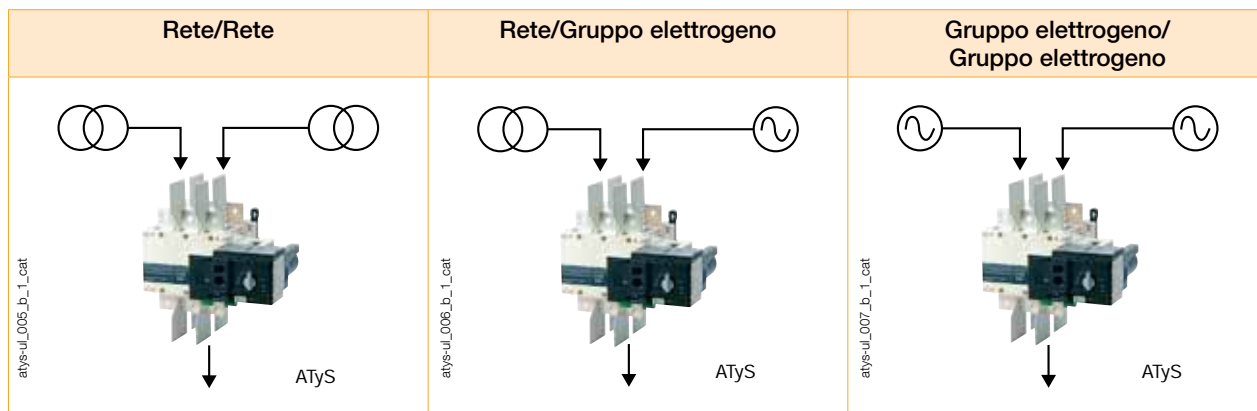 Rete/Rete
Rete/Gruppo elettrogeno
Gruppo elettrogeno/
Gruppo elettrogeno
atys-ul_005_b_1_cat
ATyS
atys-ul_006_b_1_cat
ATyS
atys-ul_007_b_1_cat
ATyS